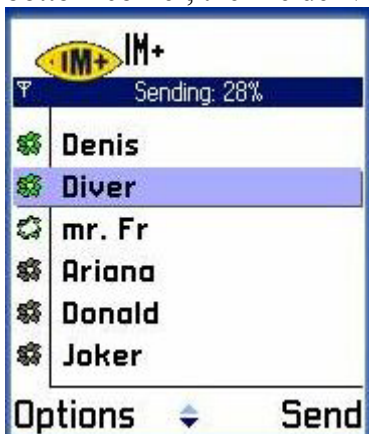 IM+ IM+
Sending: 28%
Denis
Diver
mr. Fr
Ariana
Donald
Joker
Options Send